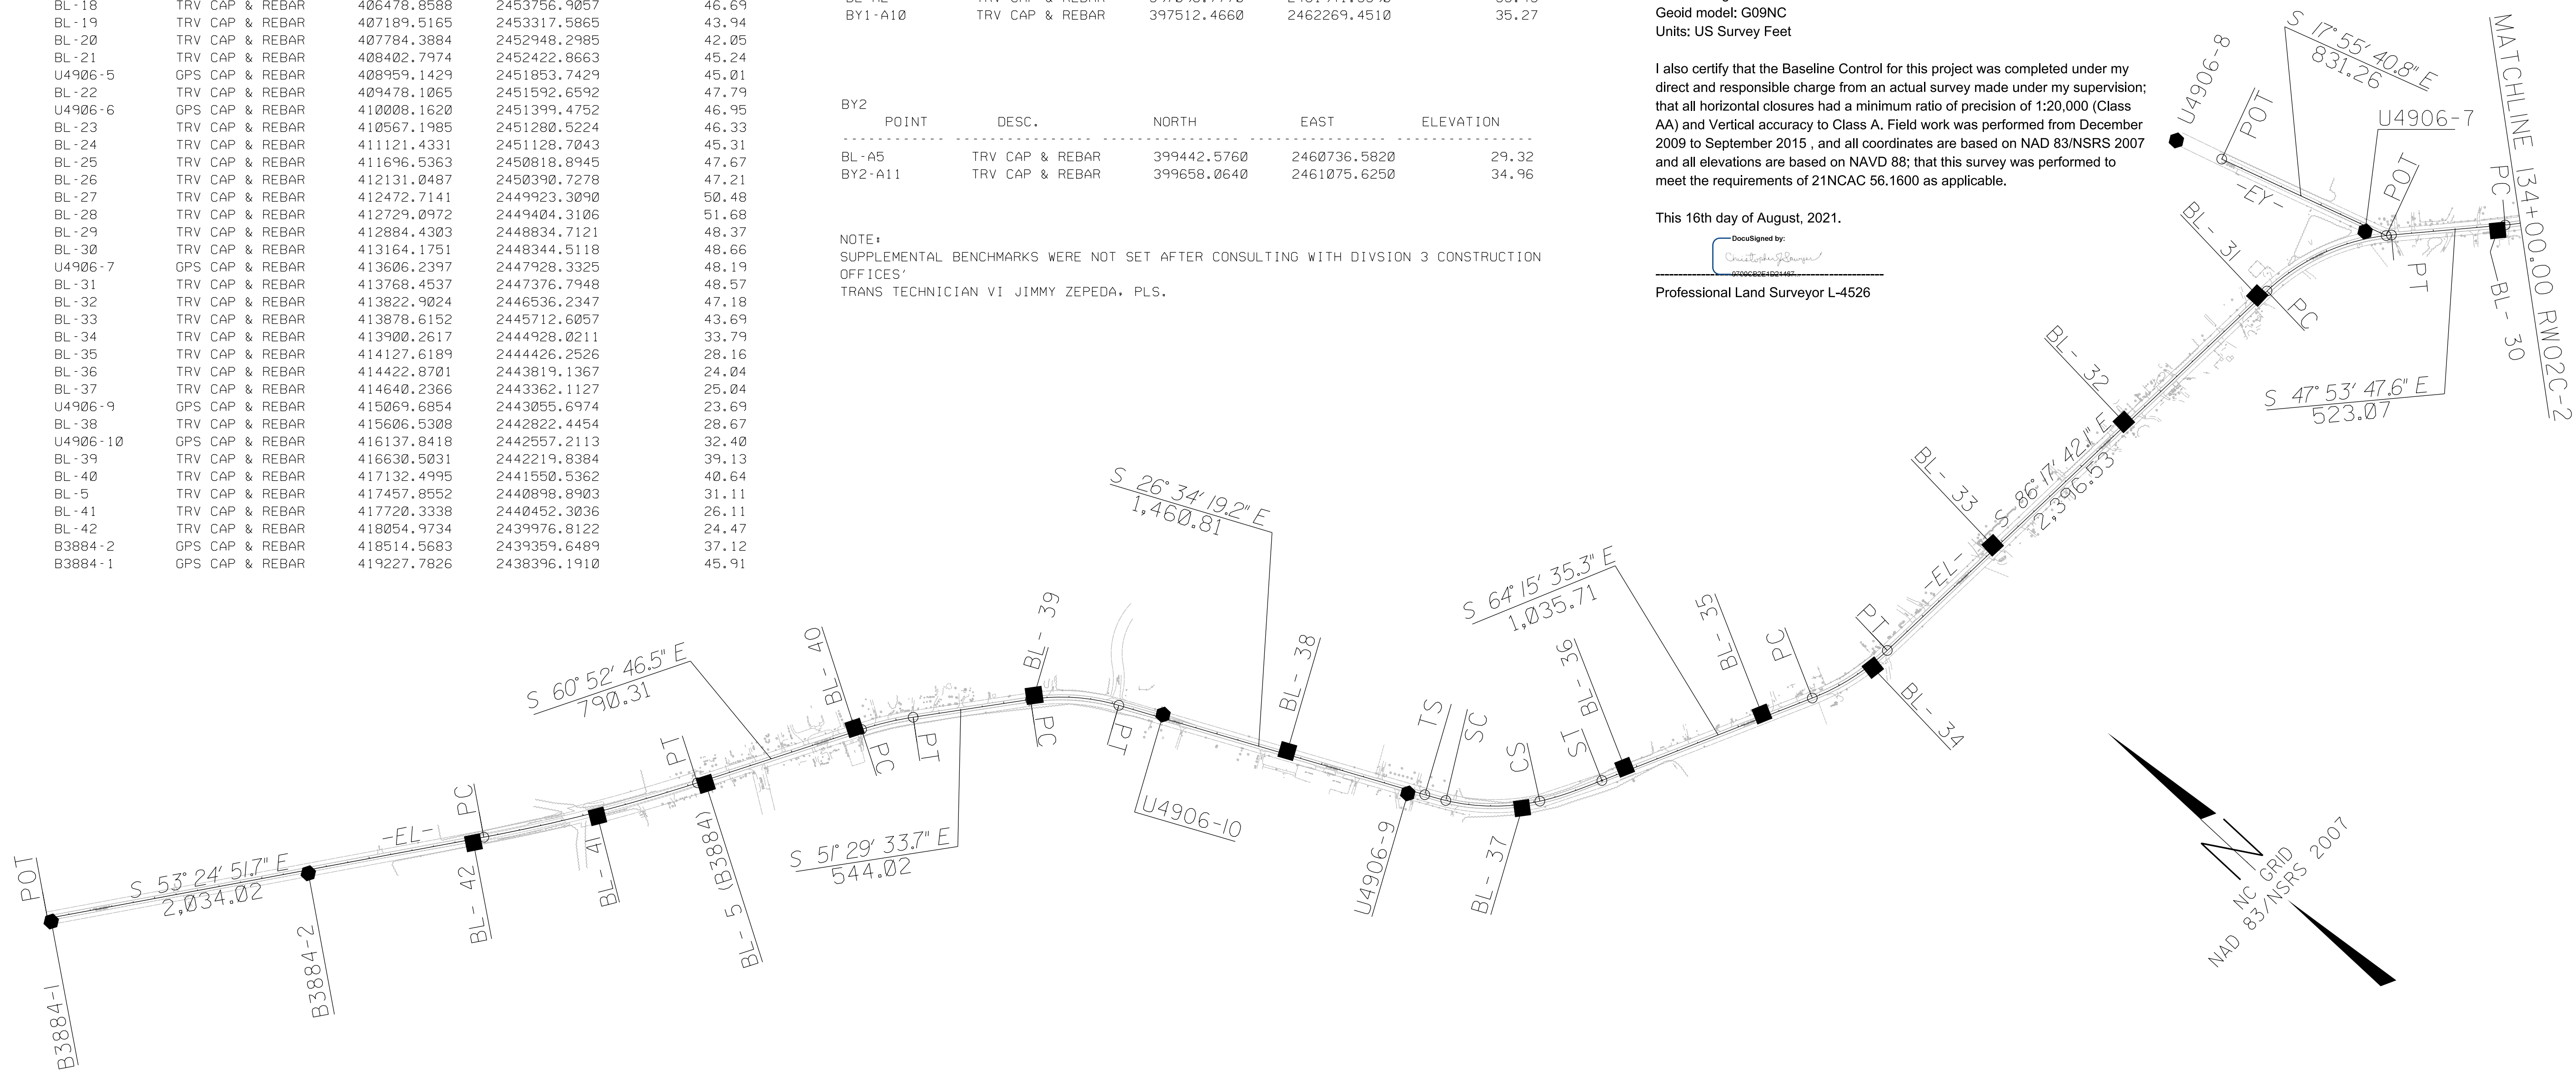 BL-18 TRV CAP & REBAR 406478.8588 2453756.9057 46.69
BL-19 TRV CAP & REBAR 407189.5165 2453317.5865 43.94
BL-20 TRV CAP & REBAR 407784.3884 2452948.2985 42.05
BL-21 TRV CAP & REBAR 408402.7974 2452422.8663 45.24
U4906-5 GPS CAP & REBAR 408959.1429 2451853.7429 45.01
BL-22 TRV CAP & REBAR 409478.1065 2451592.6592 47.79
U4906-6 GPS CAP & REBAR 410008.1620 2451399.4752 46.95
BL-23 TRV CAP & REBAR 410567.1985 2451280.5224 46.33
BL-24 TRV CAP & REBAR 411121.4331 2451128.7043 45.31
BL-25 TRV CAP & REBAR 411696.5363 2450818.8945 47.67
BL-26 TRV CAP & REBAR 412131.0487 2450390.7278 47.21
BL-27 TRV CAP & REBAR 412472.7141 2449923.3090 50.48
BL-28 TRV CAP & REBAR 412729.0972 2449404.3106 51.68
BL-29 TRV CAP & REBAR 412884.4303 2448834.7121 48.37
BL-30 TRV CAP & REBAR 413164.1751 2448344.5118 48.66
U4906-7 GPS CAP & REBAR 413606.2397 2447928.3325 48.19
BL-31 TRV CAP & REBAR 413768.4537 2447376.7948 48.57
BL-32 TRV CAP & REBAR 413822.9024 2446536.2347 47.18
BL-33 TRV CAP & REBAR 413878.6152 2445712.6057 43.69
BL-34 TRV CAP & REBAR 413900.2617 2444928.0211 33.79
BL-35 TRV CAP & REBAR 414127.6189 2444426.2526 28.16
BL-36 TRV CAP & REBAR 414422.8701 2443819.1367 24.04
BL-37 TRV CAP & REBAR 414640.2366 2443362.1127 25.04
U4906-9 GPS CAP & REBAR 415069.6854 2443055.6974 23.69
BL-38 TRV CAP & REBAR 415606.5308 2442822.4454 28.67
U4906-10 GPS CAP & REBAR 416137.8418 2442557.2113 32.40
BL-39 TRV CAP & REBAR 416630.5031 2442219.8384 39.13
BL-40 TRV CAP & REBAR 417132.4995 2441550.5362 40.64
BL-5 TRV CAP & REBAR 417457.8552 2440898.8903 31.11
BL-41 TRV CAP & REBAR 417720.3338 2440452.3036 26.11
BL-42 TRV CAP & REBAR 418054.9734 2439976.8122 24.47
B3884-2 GPS CAP & REBAR 418514.5683 2439359.6489 37.12
B3884-1 GPS CAP & REBAR 419227.7826 2438396.1910 45.91
BY1-A10 TRV CAP & REBAR 397512.4660 2462269.4510 35.27
BY2
POINT DESC. NORTH EAST ELEVATION
BL-A5 TRV CAP & REBAR 399442.5760 2460736.5820 29.32
BY2-A11 TRV CAP & REBAR 399658.0640 2461075.6250 34.96
NOTE:
SUPPLEMENTAL BENCHMARKS WERE NOT SET AFTER CONSULTING WITH DIVSION 3 CONSTRUCTION
OFFICES'
TRANS TECHNICIAN VI JIMMY ZEPEDA, PLS.
Geoid model: G09NC
Units: US Survey Feet
I also certify that the Baseline Control for this project was completed under my
direct and responsible charge from an actual survey made under my supervision;
that all horizontal closures had a minimum ratio of precision of 1:20,000 (Class
AA) and Vertical accuracy to Class A. Field work was performed from December
2009 to September 2015 , and all coordinates are based on NAD 83/NSRS 2007
and all elevations are based on NAVD 88; that this survey was performed to
meet the requirements of 21NCAC 56.1600 as applicable.
This 16th day of August, 2021.
DocuSigned by:
Professional Land Surveyor L-4526
U4906-8
POT
S 17° 55' 40.8" E
831.26
U4906-7
-EY-
POT
PC
BL- 30
PT
MATCHLINE 134+00.00 RW02C-2
S 47° 53' 47.6" E
523.07
BL- 31
PC
BL- 32
S 86° 17' 42.1" E
2,396.53
BL- 33
-EL-
PT
BL- 34
PC
BL- 35
S 64° 15' 35.3" E
1,035.71
BL- 36
ST
CS
BL- 37
SC
TS
U4906-9
BL- 38
S 26° 34' 19.2" E
1,460.81
U4906-10
PT
BL- 39
PC
S 51° 29' 33.7" E
544.02
PT
PC
BL- 40
S 60° 52' 46.5" E
790.31
PT
BL- 5 (B3884)
BL- 41
PC
BL- 42
-EL-
B3884-2
S 53° 24' 51.7" E
2,034.02
POT
B3884-1
N
NC GRID
NAD 83/NSRS 2007